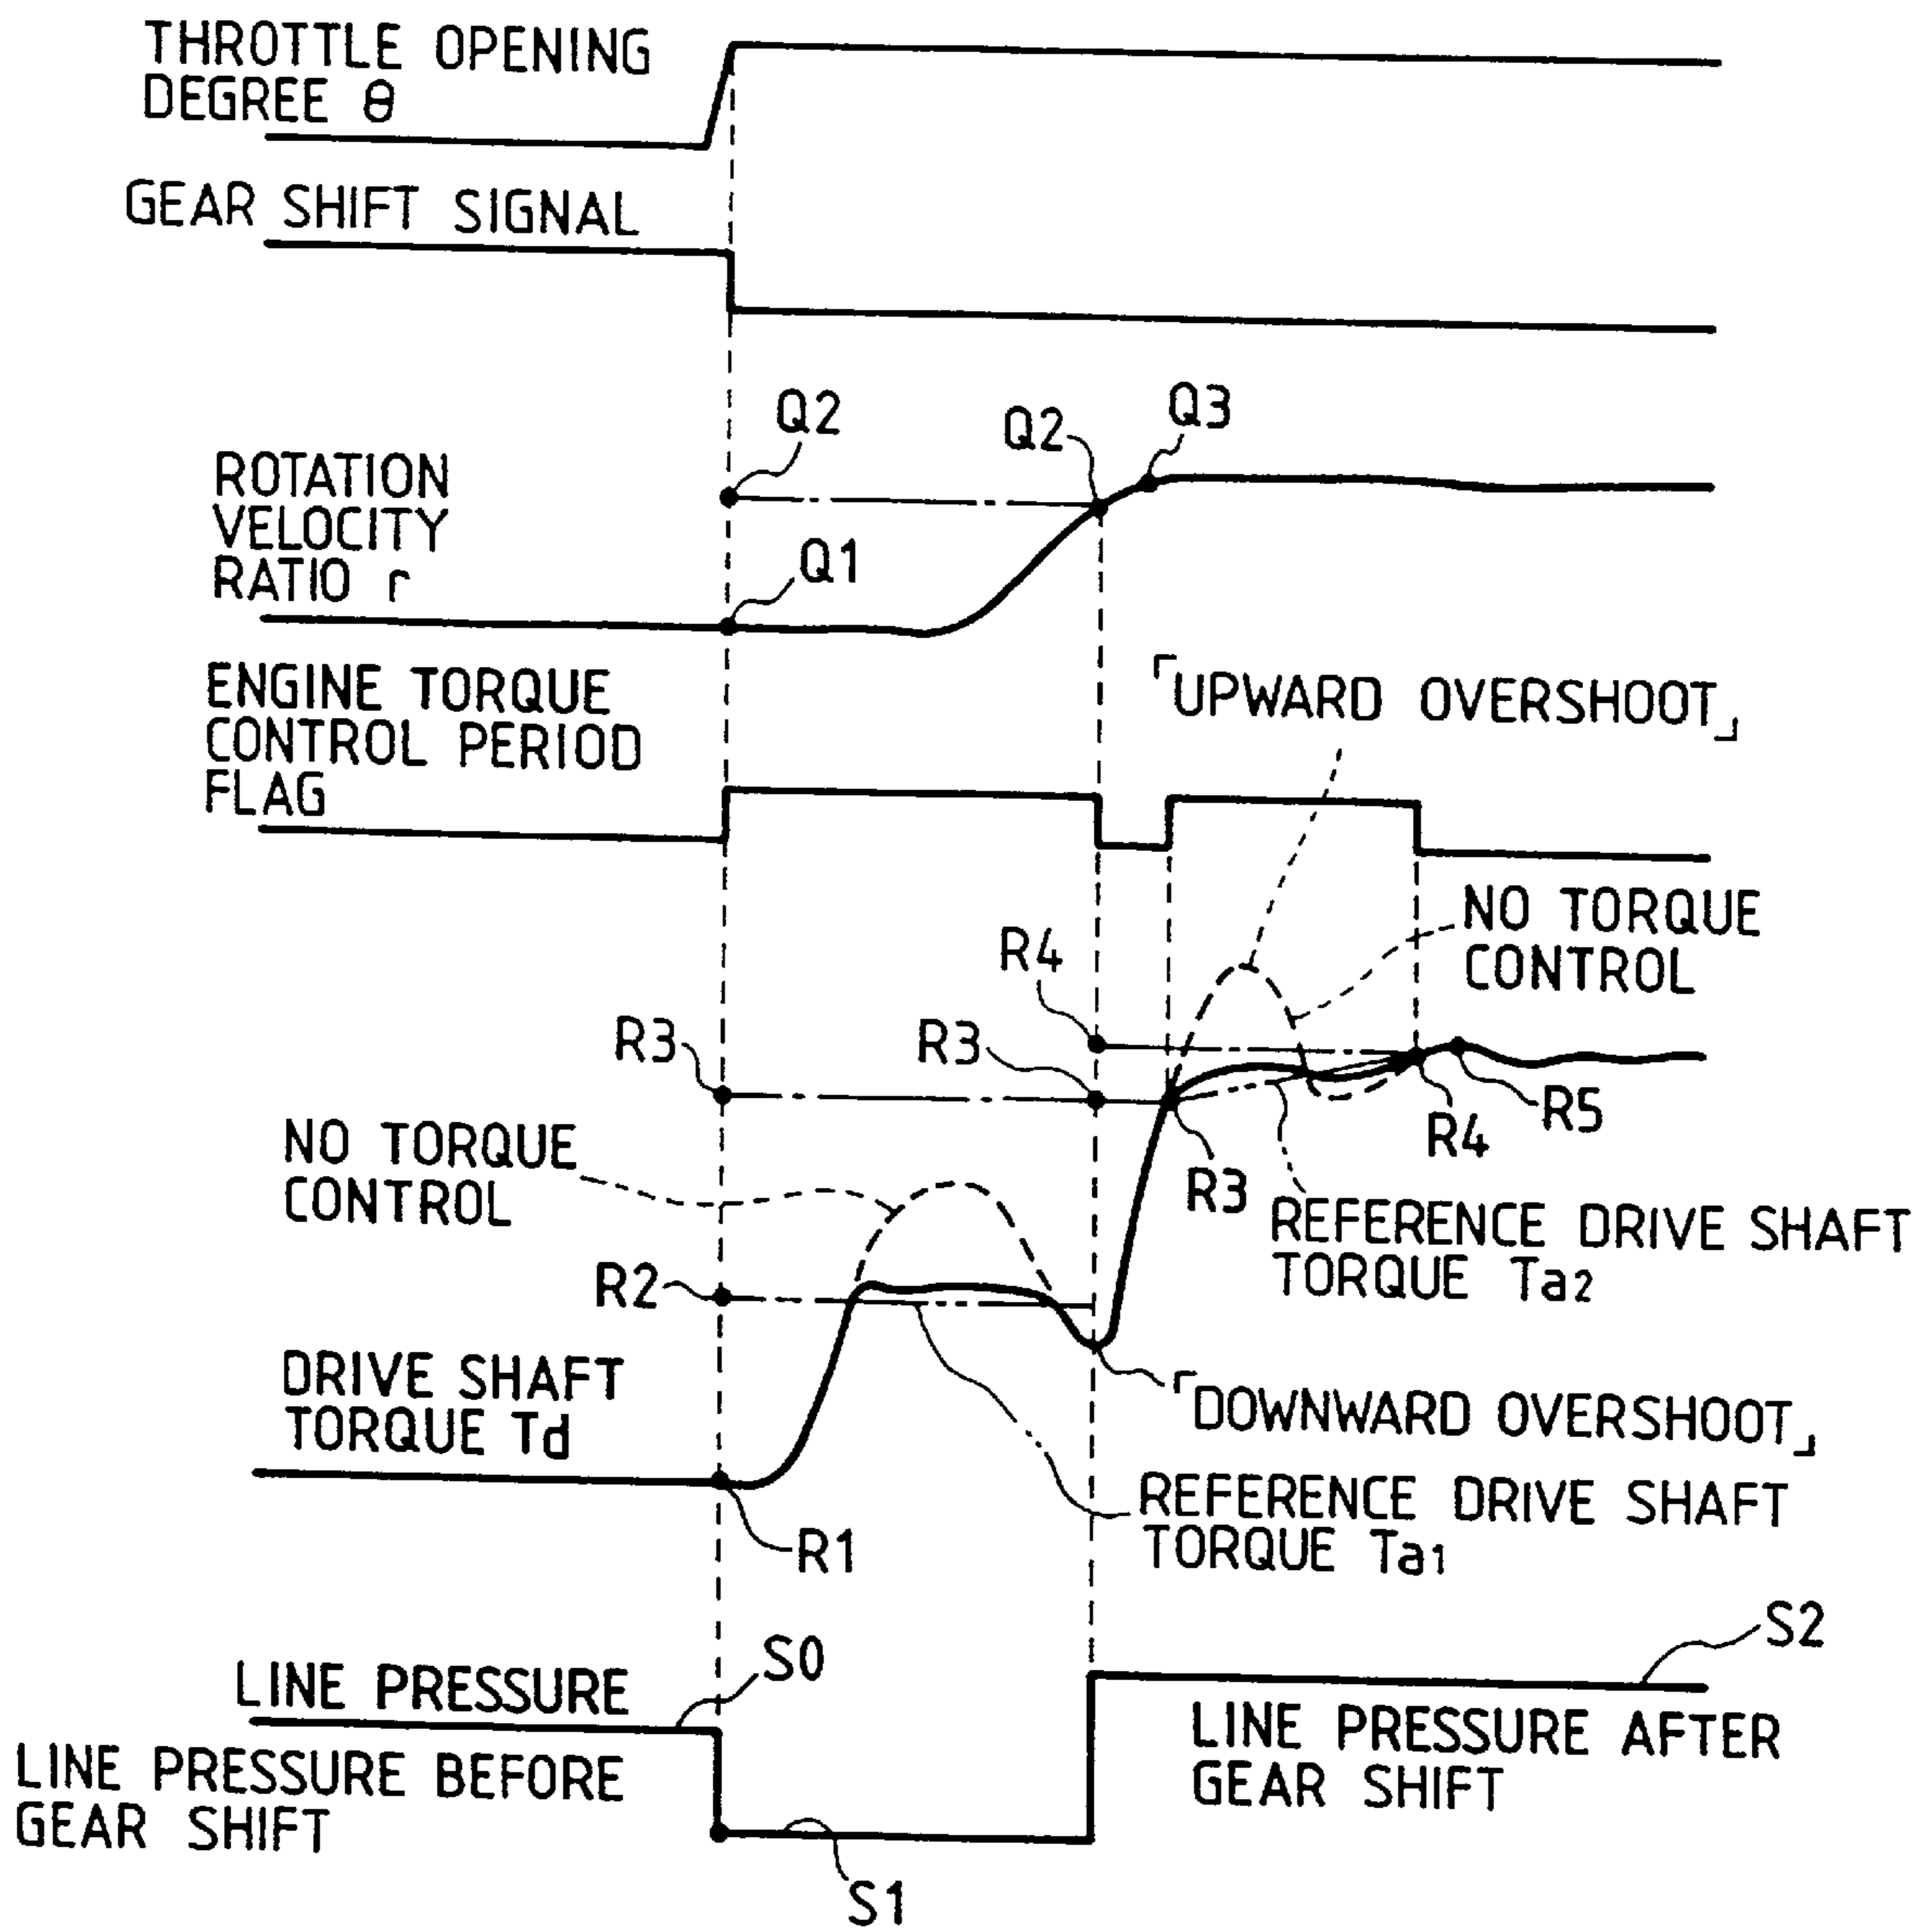 THROTTLE OPENING
DEGREE θ
GEAR SHIFT SIGNAL
Q2
Q2
Q3
ROTATION
VELOCITY
RATIO r
Q1
ENGINE TORQUE
CONTROL PERIOD
FLAG
「UPWARD OVERSHOOT」
NO TORQUE
CONTROL
R4
R3
R3
R5
R4
R3
NO TORQUE
CONTROL
REFERENCE DRIVE SHAFT
TORQUE Ta2
R2
DRIVE SHAFT
TORQUE Td
「DOWNWARD OVERSHOOT」
REFERENCE DRIVE SHAFT
TORQUE Ta1
R1
S2
S0
LINE PRESSURE
LINE PRESSURE BEFORE
GEAR SHIFT
LINE PRESSURE AFTER
GEAR SHIFT
S1